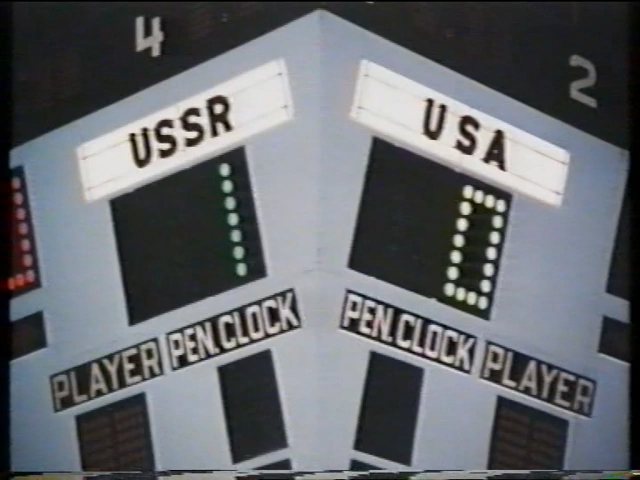 4
2
USSR
USA
1
0
PEN.CLOCK
PEN.CLOCK
PLAYER
PLAYER